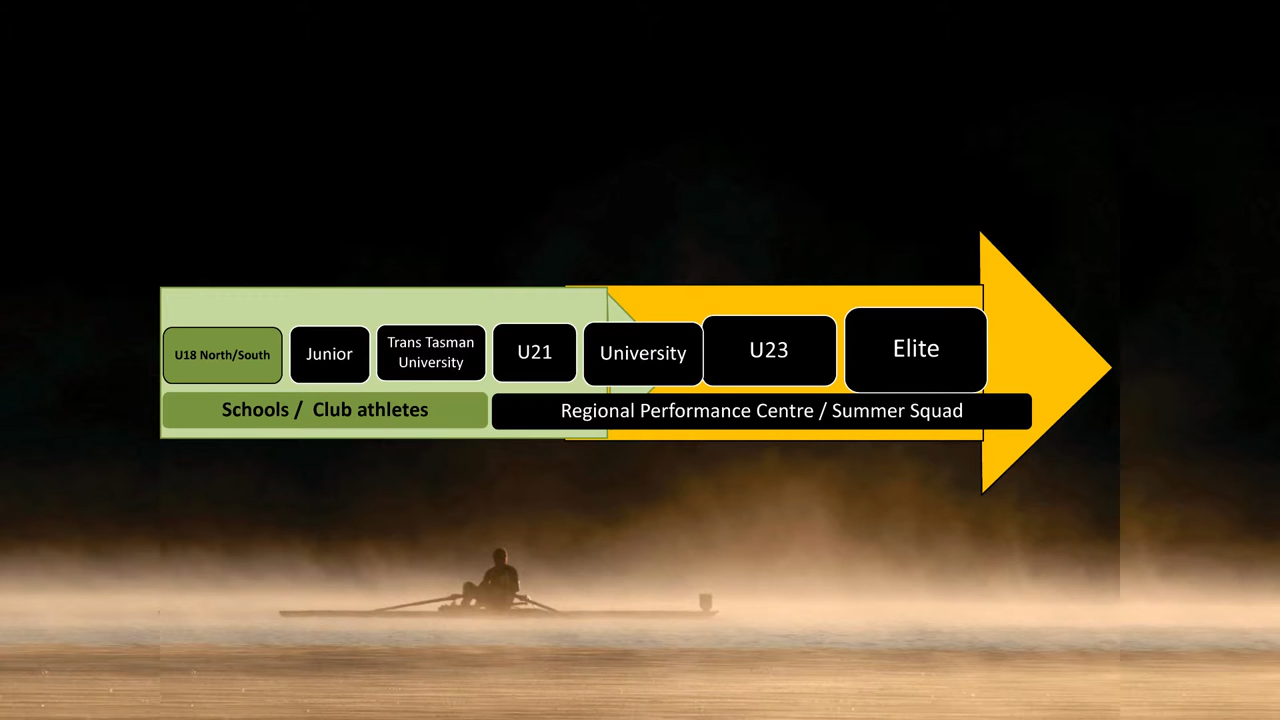 U18 North/South
Junior
Trans Tasman
University
U21
University
U23
Elite
Schools /  Club athletes
Regional Performance Centre / Summer Squad